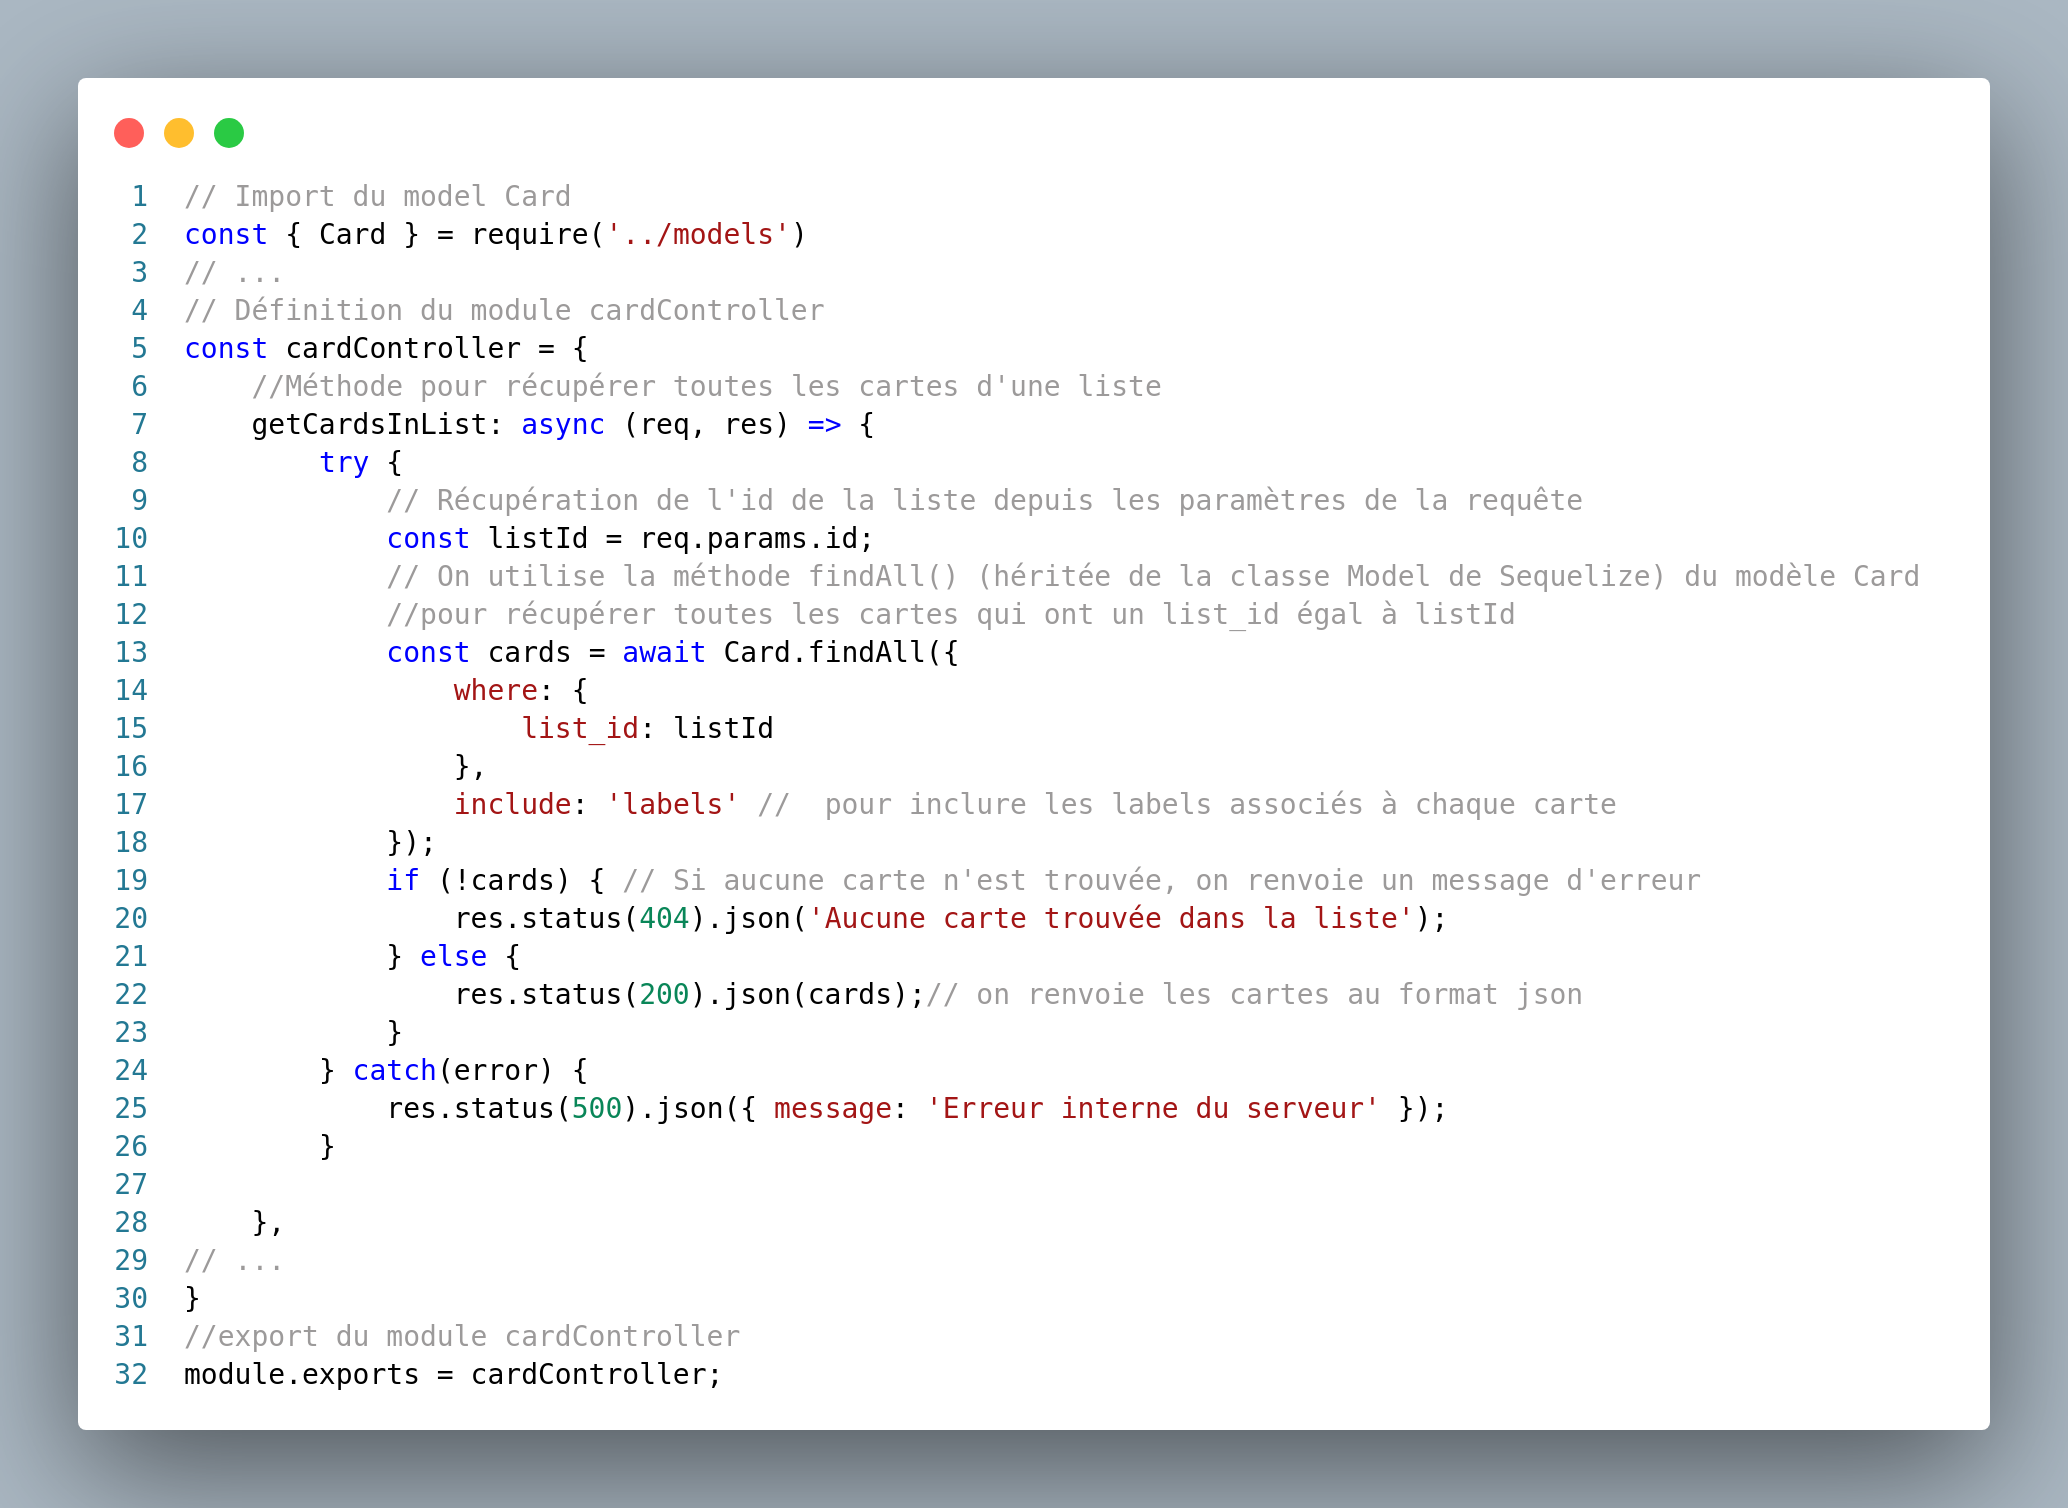 1 // Import du model Card
2 const { Card } = require('../models')
3 // ...
4 // Définition du module cardController
5 const cardController = {
6     //Méthode pour récupérer toutes les cartes d'une liste
7     getCardsInList: async (req, res) => {
8         try {
9             // Récupération de l'id de la liste depuis les paramètres de la requête
10             const listId = req.params.id;
11             // On utilise la méthode findAll() (héritée de la classe Model de Sequelize) du modèle Card
12             //pour récupérer toutes les cartes qui ont un list_id égal à listId
13             const cards = await Card.findAll({
14                 where: {
15                     list_id: listId
16                 },
17                 include: 'labels' //  pour inclure les labels associés à chaque carte
18             });
19             if (!cards) { // Si aucune carte n'est trouvée, on renvoie un message d'erreur
20                 res.status(404).json('Aucune carte trouvée dans la liste');
21             } else {
22                 res.status(200).json(cards);// on renvoie les cartes au format json
23             }
24         } catch(error) {
25             res.status(500).json({ message: 'Erreur interne du serveur' });
26         }
27
28     },
29 // ...
30 }
31 //export du module cardController
32 module.exports = cardController;